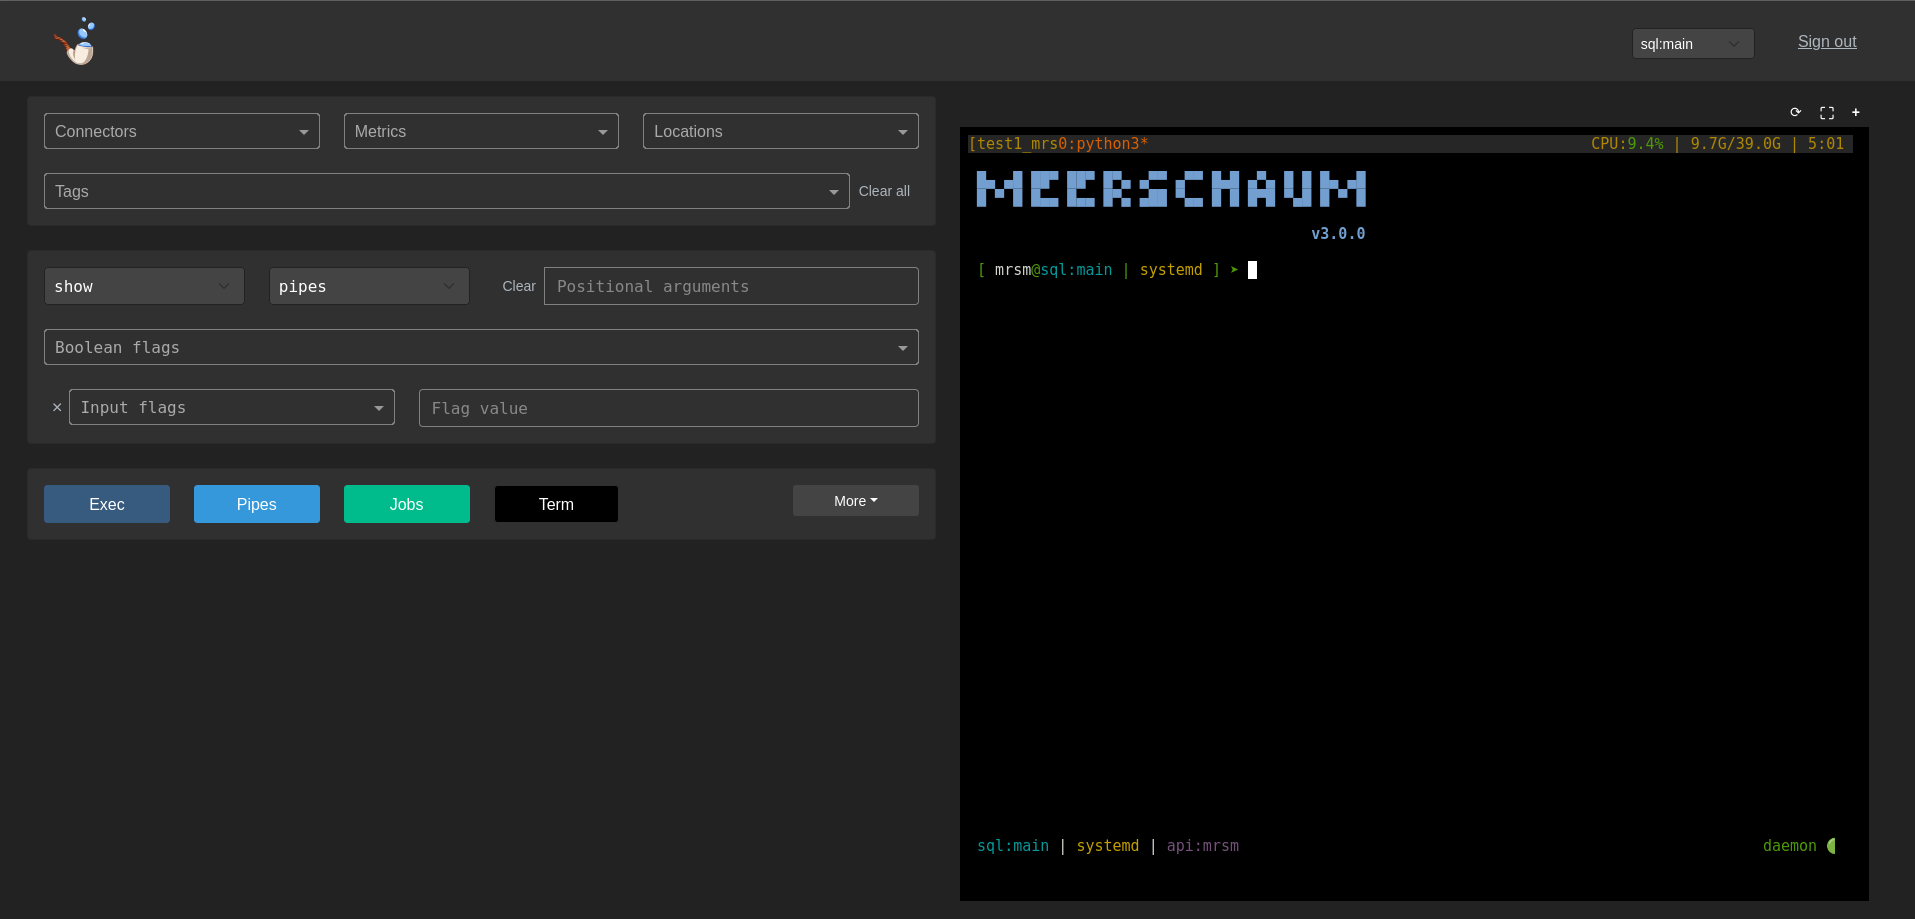 sql:main
Sign out
Connectors
Metrics
Locations
Tags
Clear all
show
pipes
Clear
Positional arguments
Boolean flags
× Input flags
Flag value
Exec
Pipes
Jobs
Term
More
⟳ ⛶ +
[test1_mrs0:python3* CPU:9.4% | 9.7G/39.0G | 5:01
MEERSCHAUM
v3.0.0
[ mrsm@sql:main | systemd ] ➤
sql:main | systemd | api:mrsm
daemon